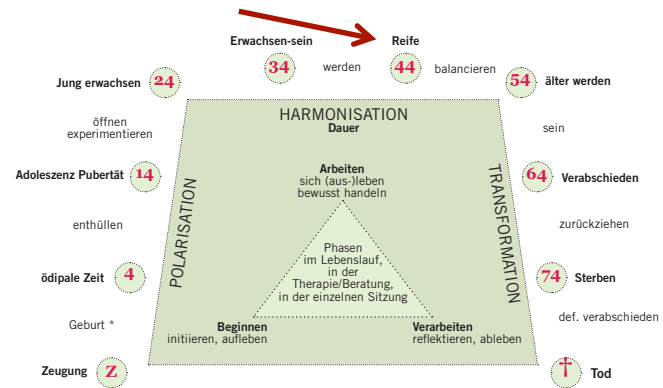 Erwachsen-sein
Reife
34
werden
44
balancieren
Jung erwachsen
24
54
älter werden
HARMONISATION
Dauer
öffnen
experimentieren
sein
Adoleszenz Pubertät
14
Arbeiten
sich (aus-)leben
bewusst handeln
64
Verabschieden
POLARISATION
TRANSFORMATION
enthüllen
zurückziehen
Phasen
im Lebenslauf,
in der
Therapie/Beratung,
in der einzelnen Sitzung
ödipale Zeit
4
74
Sterben
Geburt *
Beginnen
initiieren, aufleben
Verarbeiten
reflektieren, ableben
def. verabschieden
Zeugung
Z
†
Tod